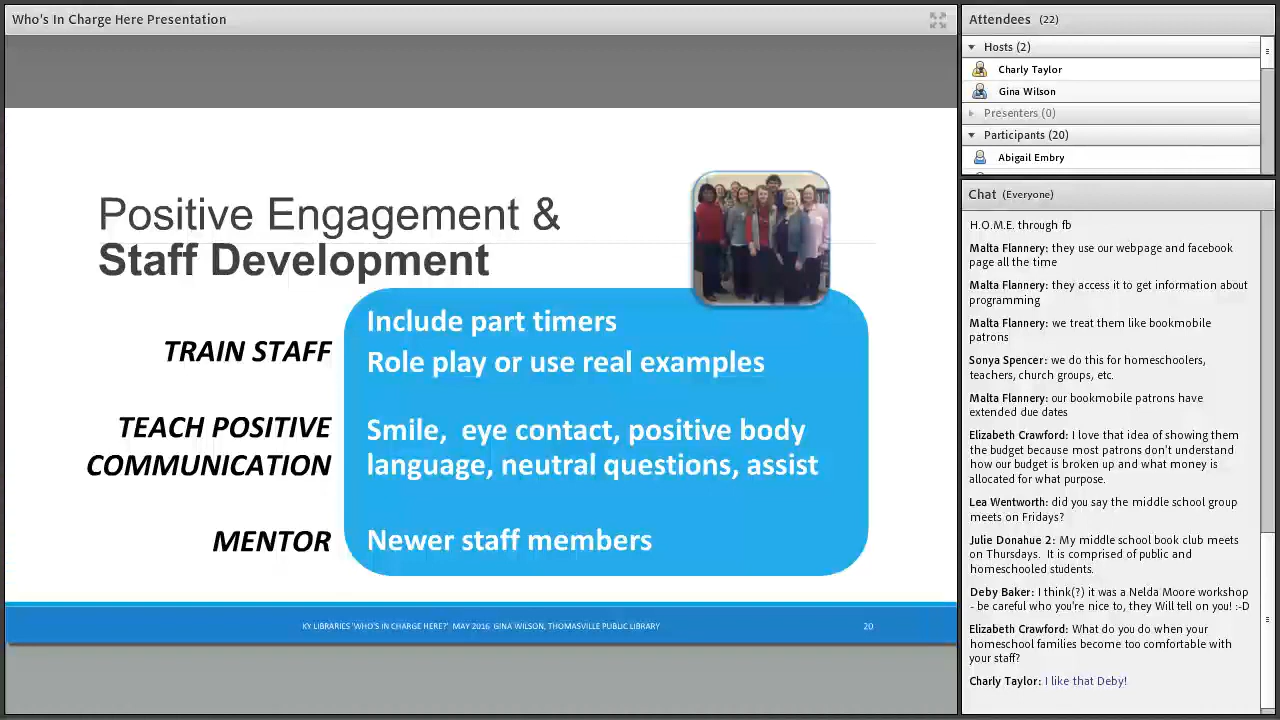 Who's In Charge Here Presentation
Positive Engagement &
Staff Development
TRAIN STAFF
Include part timers
Role play or use real examples
TEACH POSITIVE
COMMUNICATION
Smile,  eye contact, positive body
language, neutral questions, assist
MENTOR
Newer staff members
KY LIBRARIES 'WHO'S IN CHARGE HERE?'  MAY 2016  GINA WILSON, THOMASVILLE PUBLIC LIBRARY
20
Attendees (22)
Hosts (2)
Charly Taylor
Gina Wilson
Presenters (0)
Participants (20)
Abigail Embry
Chat (Everyone)
H.O.M.E. through fb
Malta Flannery: they use our webpage and facebook
page all the time
Malta Flannery: they access it to get information about
programming
Malta Flannery: we treat them like bookmobile
patrons
Sonya Spencer: we do this for homeschoolers,
teachers, church groups, etc.
Malta Flannery: our bookmobile patrons have
extended due dates
Elizabeth Crawford: I love that idea of showing them
the budget because most patrons don't understand
how our budget is broken up and what money is
allocated for what purpose.
Lea Wentworth: did you say the middle school group
meets on Fridays?
Julie Donahue 2: My middle school book club meets
on Thursdays.  It is comprised of public and
homeschooled students.
Deby Baker: I think(?) it was a Nelda Moore workshop
- be careful who you're nice to, they Will tell on you! :-D
Elizabeth Crawford: What do you do when your
homeschool families become too comfortable with
your staff?
Charly Taylor: I like that Deby!